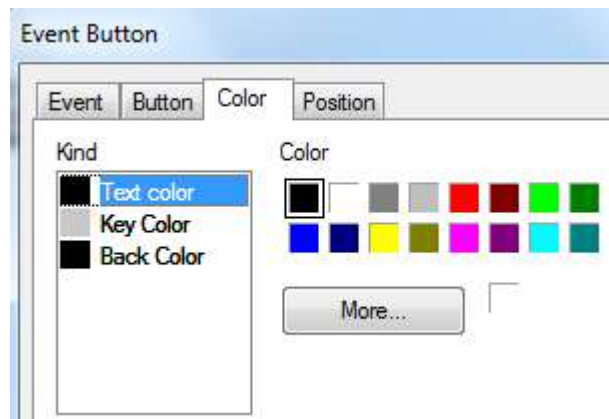 Event Button
Event Button Color Position
Kind Color
Text color
Key Color
Back Color
More...